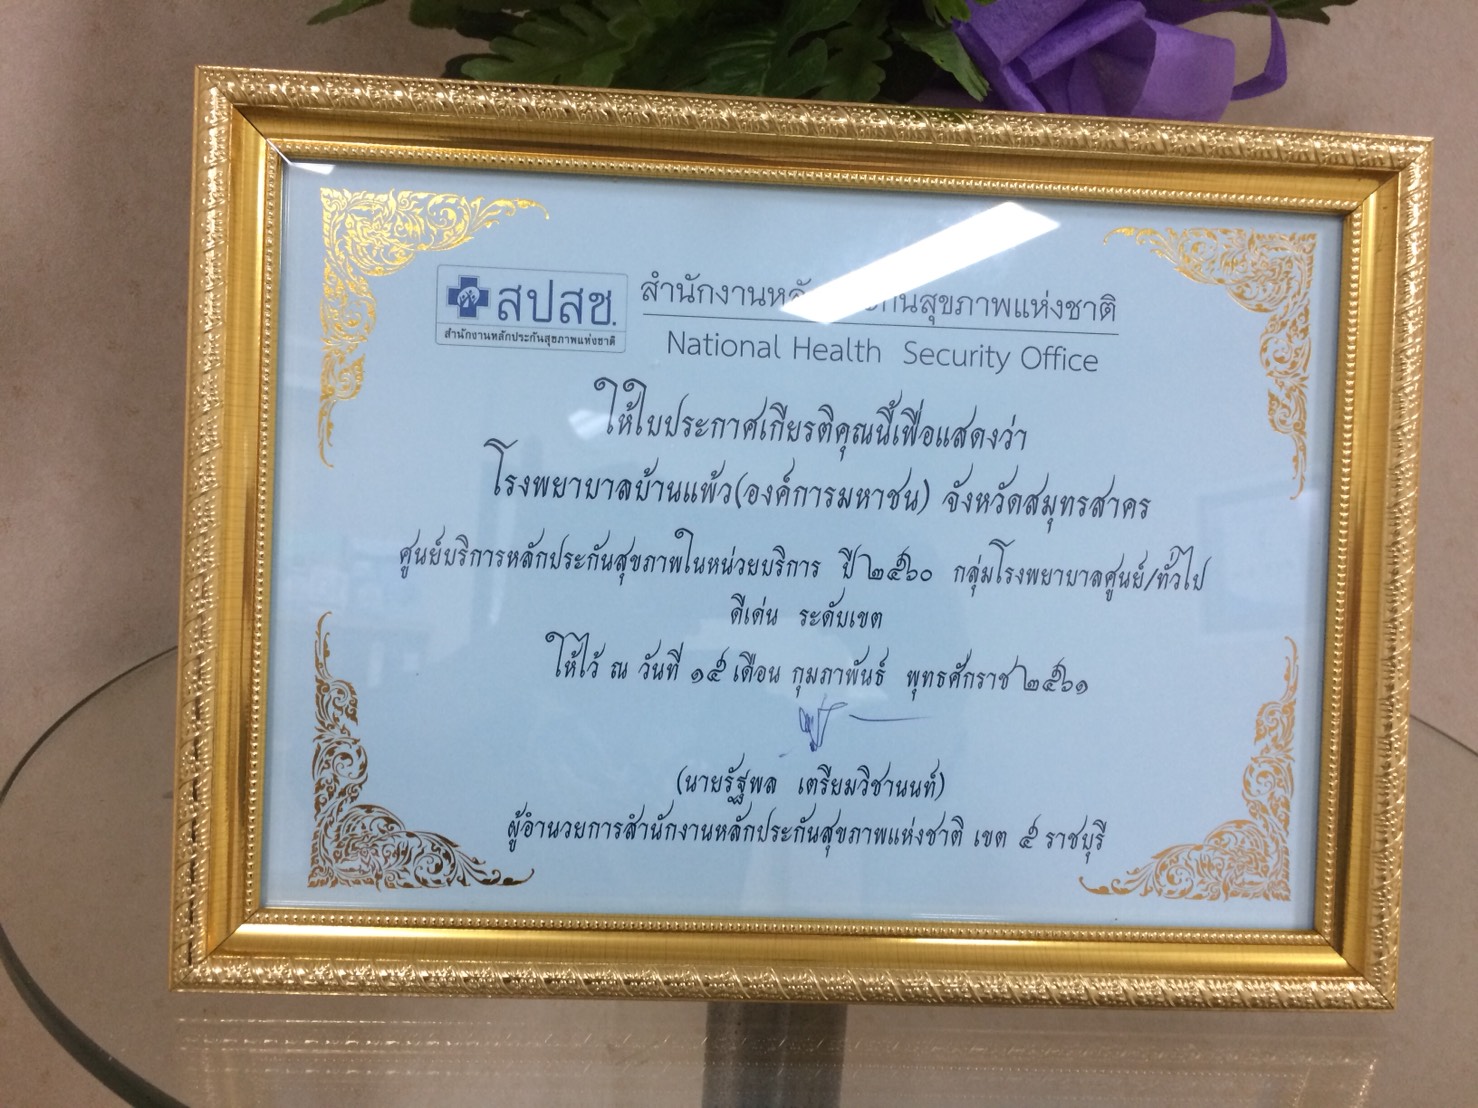 สปสช.
สำนักงานหลักประกันสุขภาพแห่งชาติ
สำนักงานหลักประกันสุขภาพแห่งชาติ
National Health Security Office
ให้ใบประกาศเกียรติคุณนี้เพื่อแสดงว่า
โรงพยาบาลบ้านแพ้ว(องค์การมหาชน) จังหวัดสมุทรสาคร
ศูนย์บริการหลักประกันสุขภาพในหน่วยบริการ ปี ๒๕๖๐ กลุ่มโรงพยาบาลศูนย์/ทั่วไป
ดีเด่น ระดับเขต
ให้ไว้ ณ วันที่ ๑๕ เดือน กุมภาพันธ์ พุทธศักราช ๒๕๖๑
(นายรัฐพล เตรียมวิชานนท์)
ผู้อำนวยการสำนักงานหลักประกันสุขภาพแห่งชาติ เขต ๕ ราชบุรี